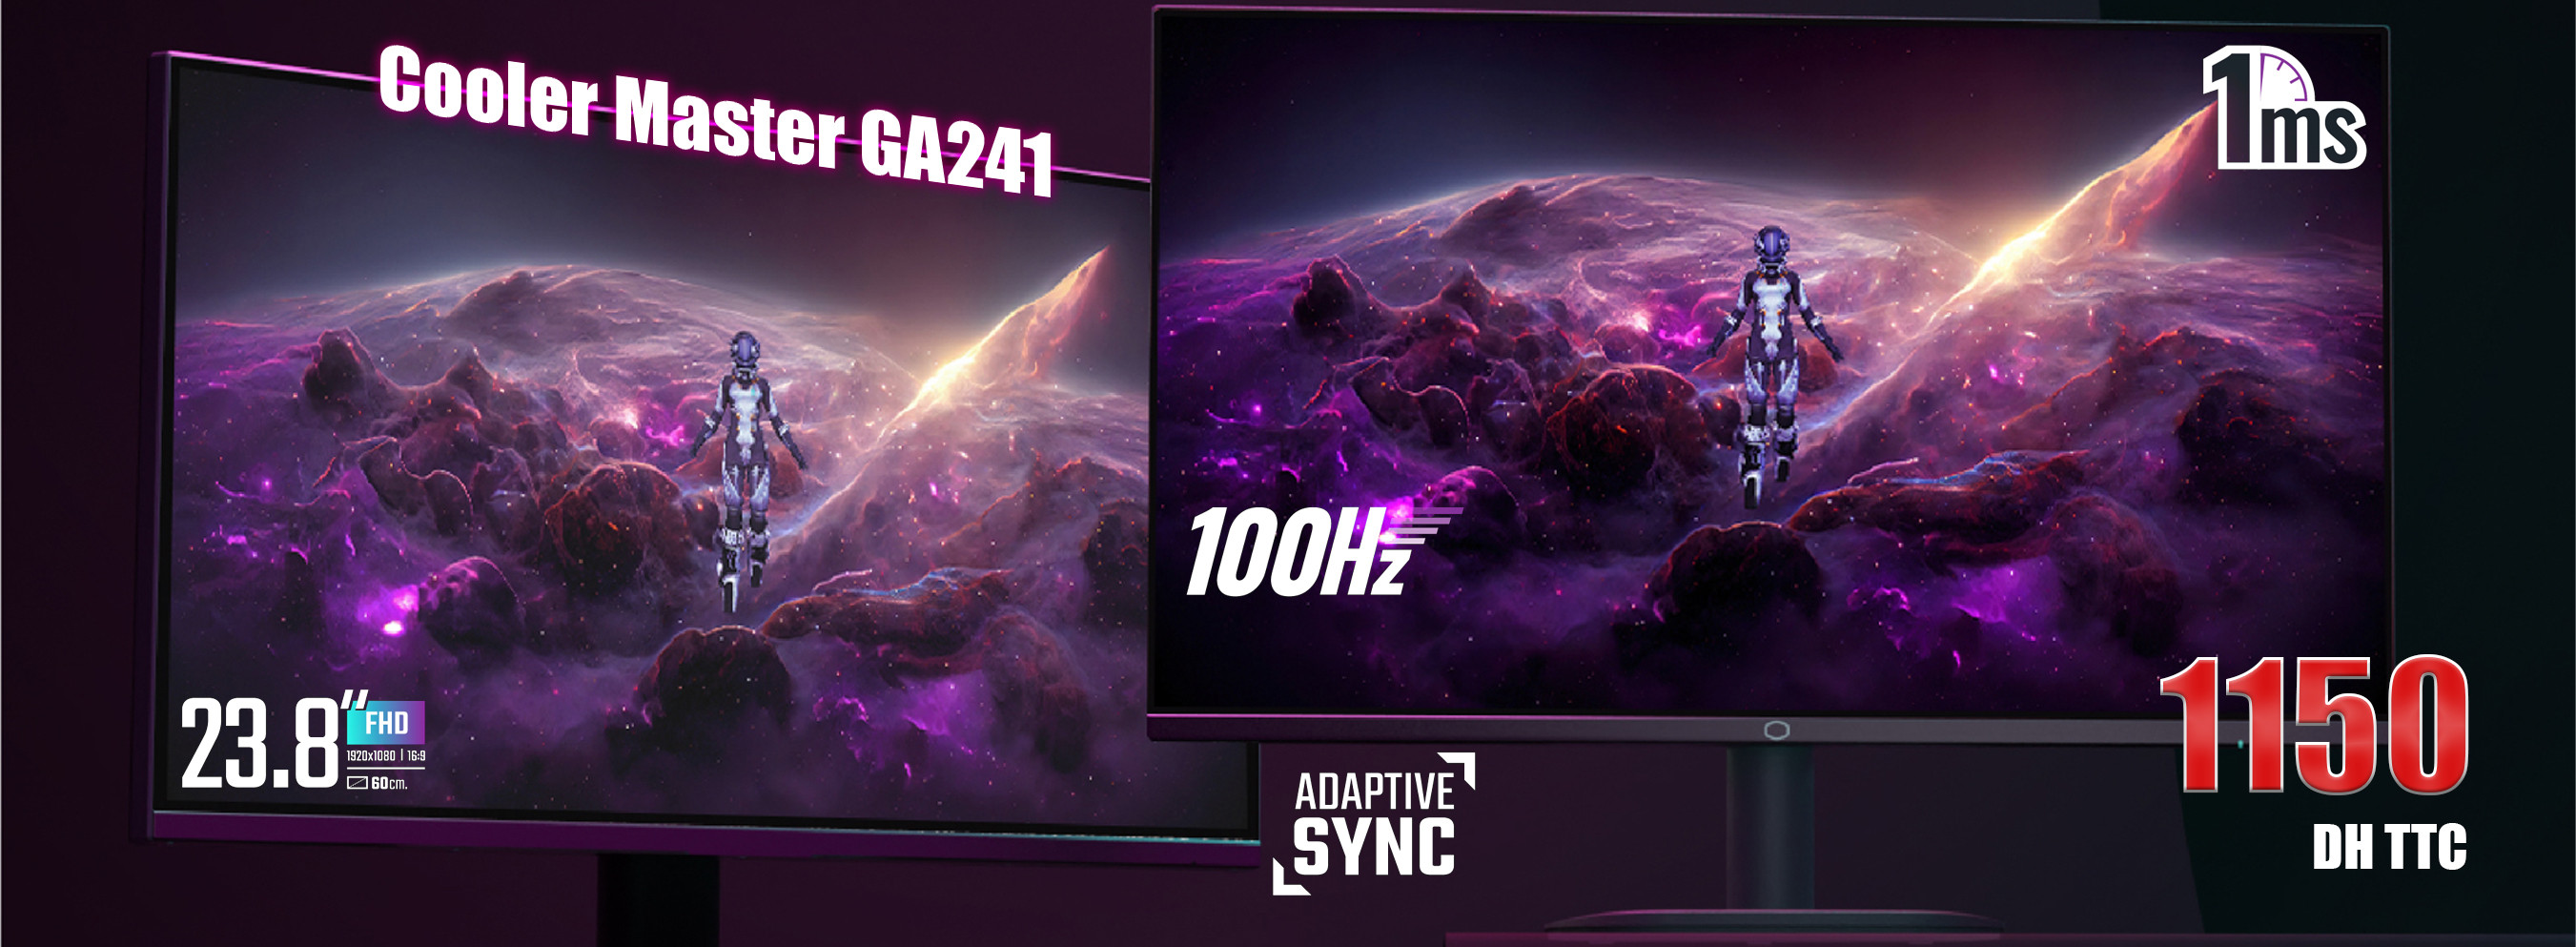 Cooler Master GA241
1ms
100Hz
23.8"
FHD
1920x1080 | 16:9
60cm.
ADAPTIVE
SYNC
1150
DH TTC